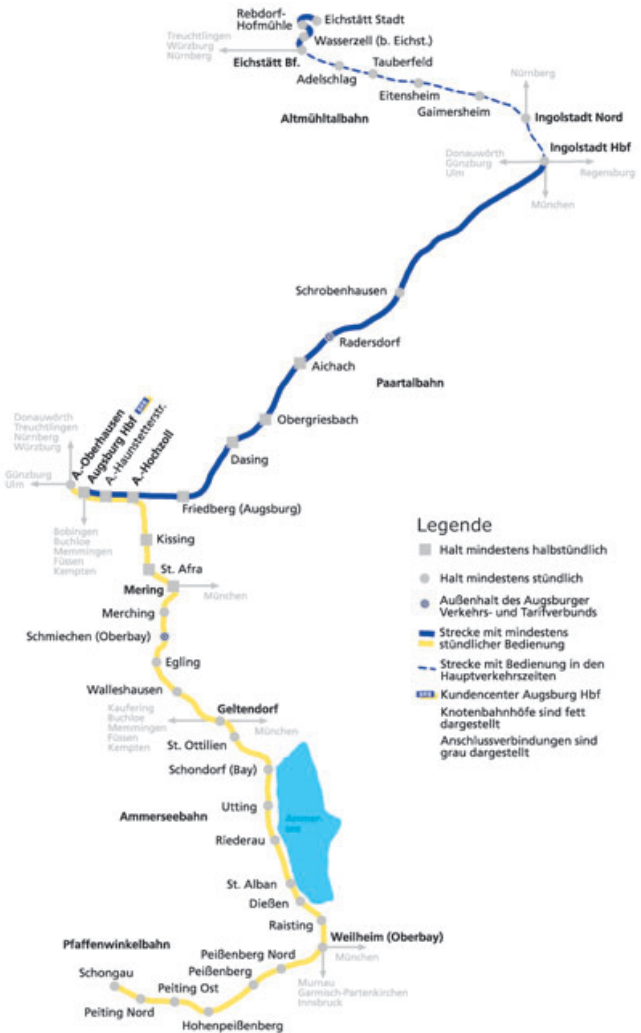 Rebdorf-
Hofmühle
Eichstätt Stadt
Wasserzell (b. Eichst.)
Treuchtlingen
Würzburg
Nürnberg
Eichstätt Bf.
Tauberfeld
Adelschlag
Eitensheim
Gaimersheim
Nürnberg
Altmühltalbahn
Ingolstadt Nord
Ingolstadt Hbf
Donauwörth
Günzburg
Ulm
Regensburg
München
Schrobenhausen
Radersdorf
Aichach
Paartalbahn
Obergriesbach
Dasing
Donauwörth
Treuchtlingen
Nürnberg
Würzburg
A.-Oberhausen
Augsburg Hbf
A.-Haunstetterstr.
A.-Hochzoll
Günzburg
Ulm
Friedberg (Augsburg)
Bobingen
Buchloe
Memmingen
Füssen
Kempten
Kissing
St. Afra
Mering
München
Merching
Schmiechen (Oberbay)
Egling
Walleshausen
Kaufering
Buchloe
Memmingen
Füssen
Kempten
Geltendorf
München
St. Ottilien
Schondorf (Bay)
Utting
Ammerseebahn
Riederau
St. Alban
Dießen
Raisting
Weilheim (Oberbay)
München
Pfaffenwinkelbahn
Peißenberg Nord
Peißenberg
Schongau
Peiting Ost
Peiting Nord
Hohenpeißenberg
Murnau
Garmisch-Partenkirchen
Innsbruck
Legende
Halt mindestens halbstündlich
Halt mindestens stündlich
Außenhalt des Augsburger
Verkehrs- und Tarifverbunds
Strecke mit mindestens
stündlicher Bedienung
Strecke mit Bedienung in den
Hauptverkehrszeiten
Kundencenter Augsburg Hbf
Knotenbahnhöfe sind fett
dargestellt
Anschlussverbindungen sind
grau dargestellt